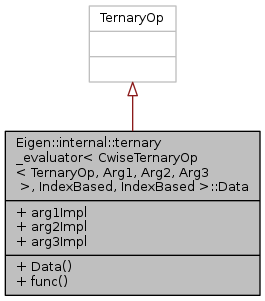 TernaryOp
Eigen::internal::ternary
_evaluator< CwiseTernaryOp
< TernaryOp, Arg1, Arg2, Arg3
 >, IndexBased, IndexBased >::Data
+ arg1Impl
+ arg2Impl
+ arg3Impl
+ Data()
+ func()